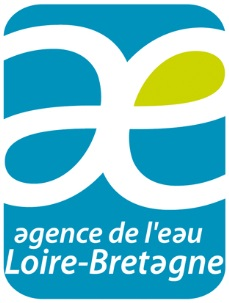 æ
agence de l'eau
Loire-Bretagne